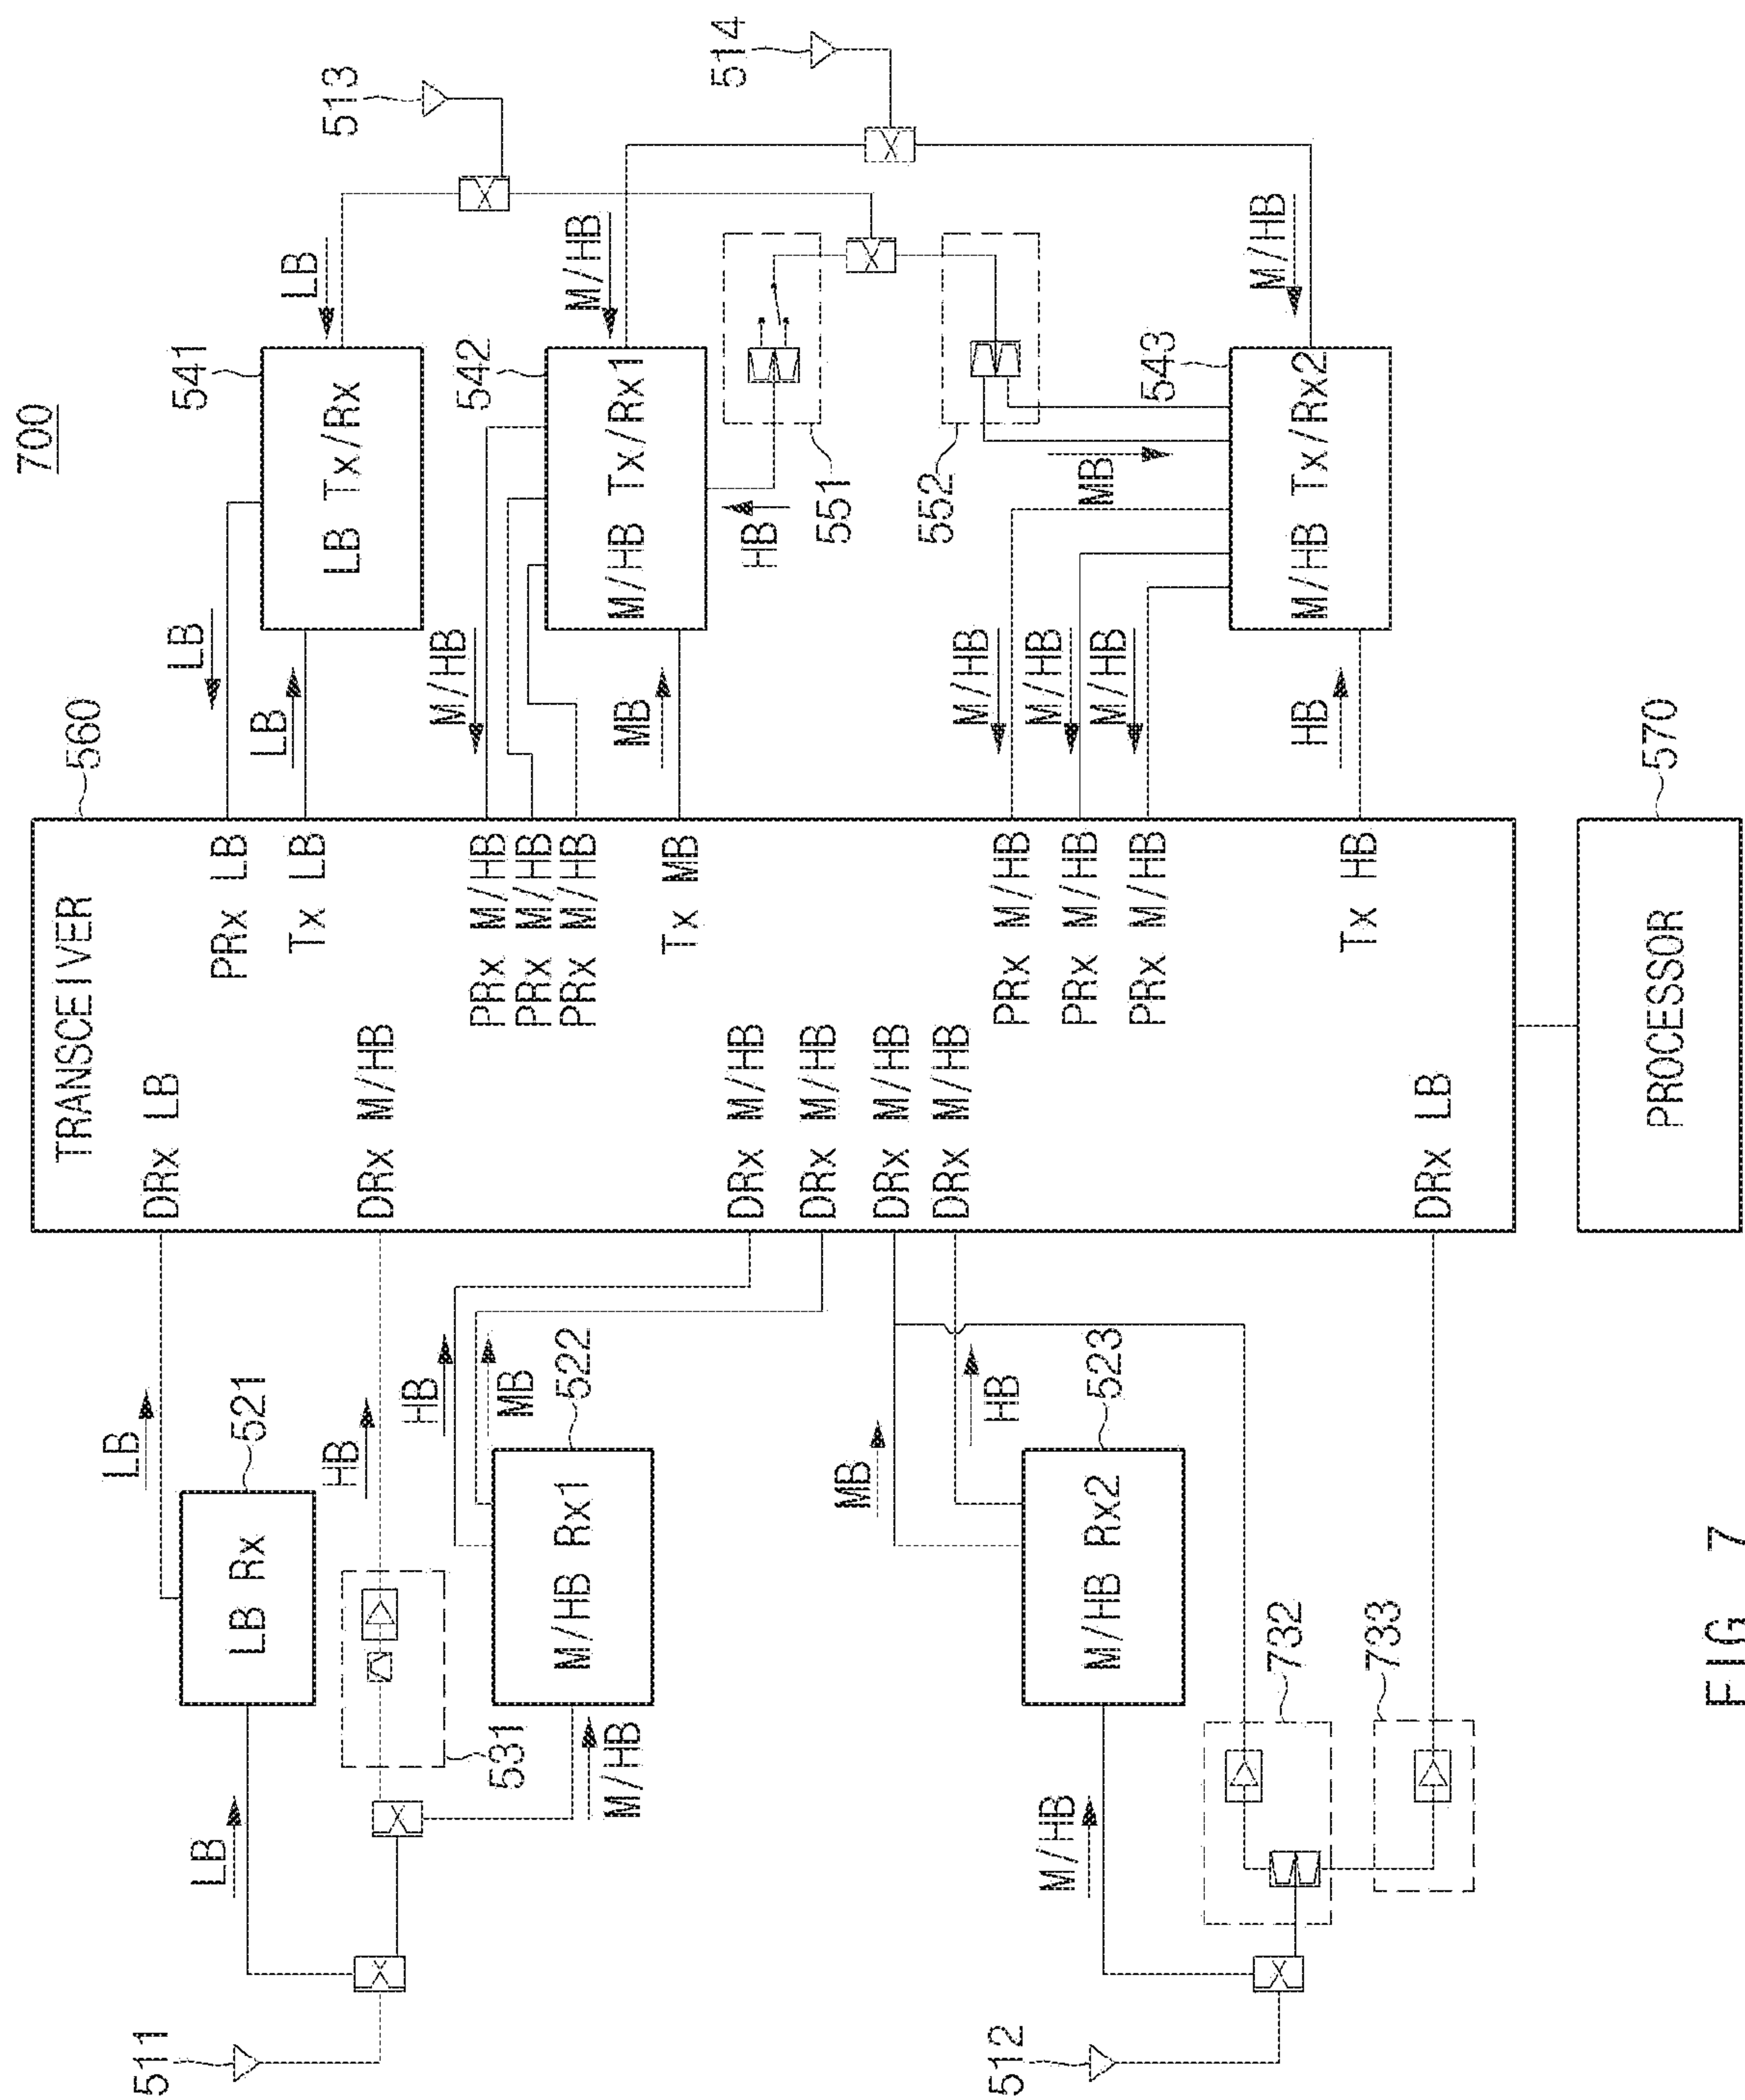 700
511
LB
LB Rx
521
LB
531
HB
M/HB
M/HB Rx1
522
HB
MB
512
M/HB
M/HB Rx2
523
MB
HB
732
733
560
TRANSCEIVER
DRx LB
DRx M/HB
DRx M/HB
DRx M/HB
DRx M/HB
DRx M/HB
DRx LB
PRx LB
Tx LB
PRx M/HB
PRx M/HB
PRx M/HB
Tx MB
PRx M/HB
PRx M/HB
PRx M/HB
Tx HB
570
PROCESSOR
LB
LB
541
LB Tx/Rx
LB
513
M/HB
MB
542
M/HB Tx/Rx1
M/HB
HB
551
552
514
M/HB
M/HB
M/HB
HB
MB
543
M/HB Tx/Rx2
M/HB
FIG. 7